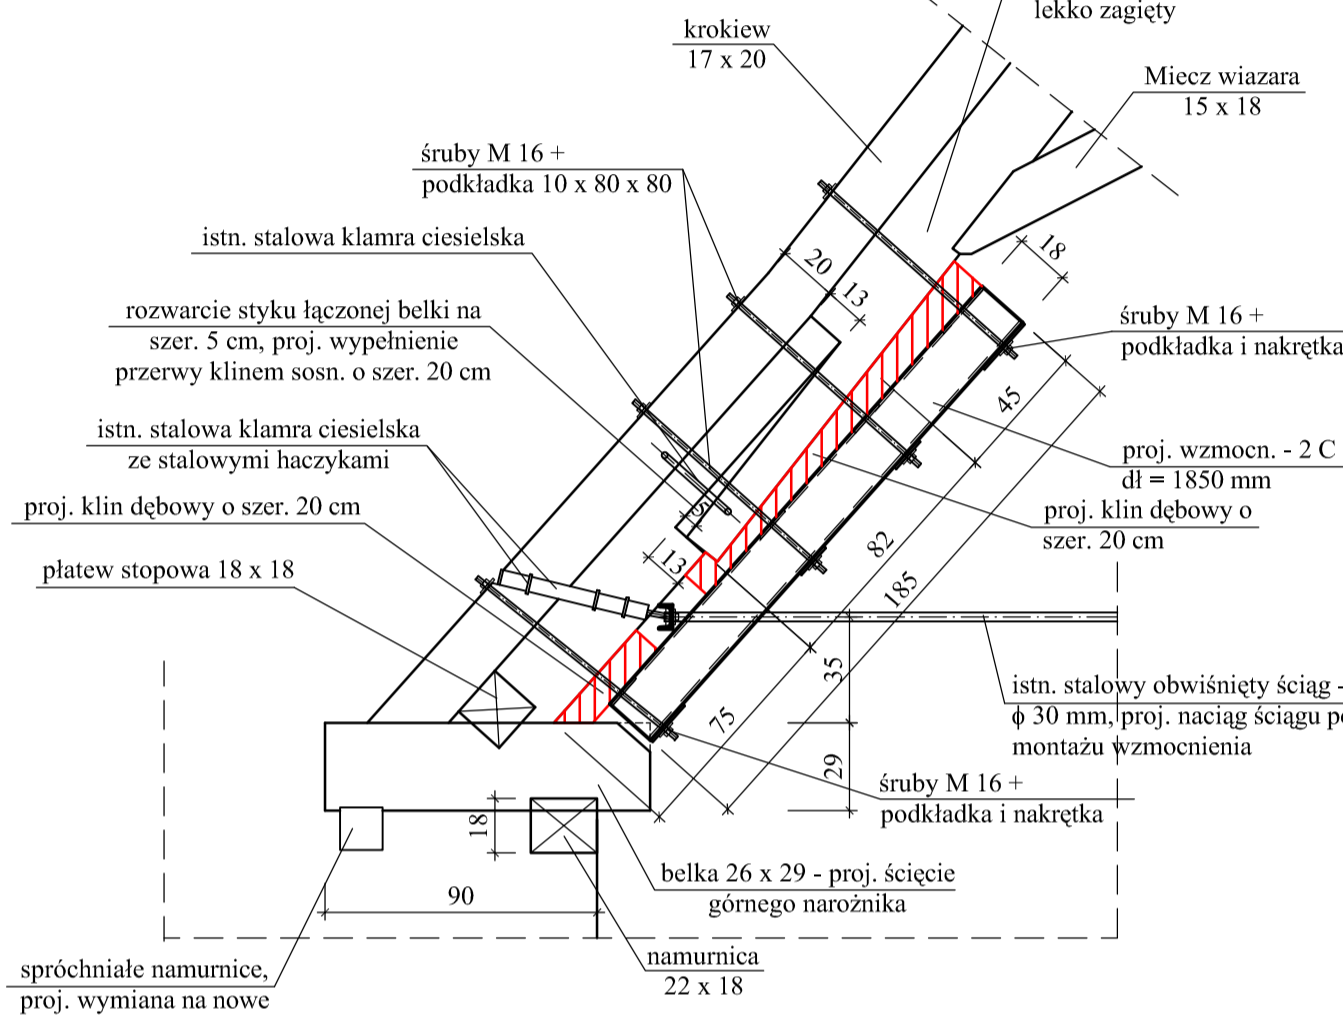 lekko zagięty
krokiew
17 x 20
Miecz wiazara
15 x 18
śruby M 16 +
podkładka 10 x 80 x 80
istn. stalowa klamra ciesielska
18
20
13
rozwarcie styku łączonej belki na
szer. 5 cm, proj. wypełnienie
przerwy klinem sosn. o szer. 20 cm
śruby M 16 +
podkładka i nakrętka
45
istn. stalowa klamra ciesielska
ze stalowymi haczykami
proj. wzmocn. - 2 C
dł = 1850 mm
proj. klin dębowy o szer. 20 cm
5
proj. klin dębowy o
szer. 20 cm
82
13
185
płatew stopowa 18 x 18
35
75
istn. stalowy obwiśnięty ściąg -
ϕ 30 mm, proj. naciąg ściągu po
montażu wzmocnienia
29
śruby M 16 +
podkładka i nakrętka
18
belka 26 x 29 - proj. ścięcie
górnego narożnika
90
namurnica
22 x 18
spróchniałe namurnice,
proj. wymiana na nowe